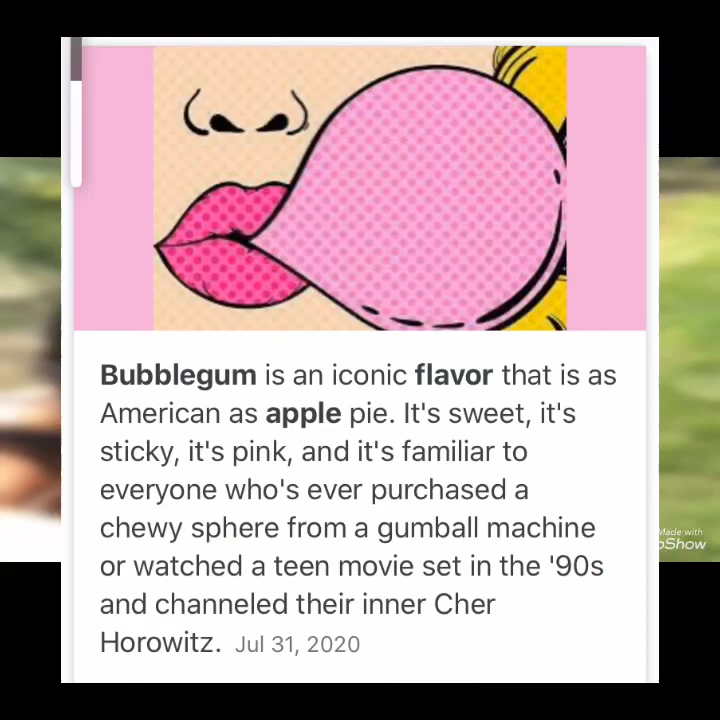 Bubblegum is an iconic flavor that is as
American as apple pie. It's sweet, it's
sticky, it's pink, and it's familiar to
everyone who's ever purchased a
chewy sphere from a gumball machine
or watched a teen movie set in the '90s
and channeled their inner Cher
Horowitz. Jul 31, 2020
Made with
oShow